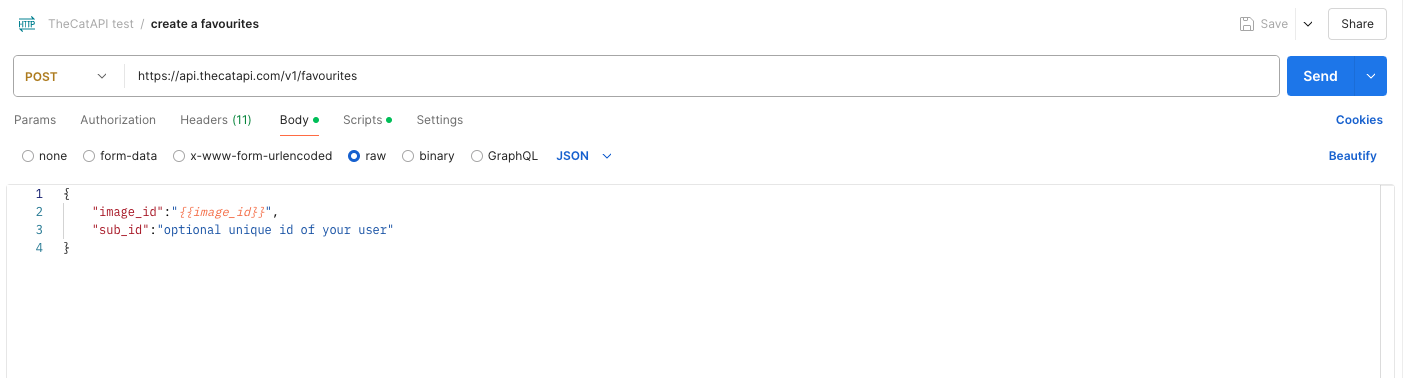 HTTP TheCatAPI test / create a favourites Save Share
POST https://api.thecatapi.com/v1/favourites Send
Params Authorization Headers (11) Body Scripts Settings Cookies
none form-data x-www-form-urlencoded raw binary GraphQL JSON Beautify
1 {
2 "image_id":"{{image_id}}",
3 "sub_id":"optional unique id of your user"
4 }